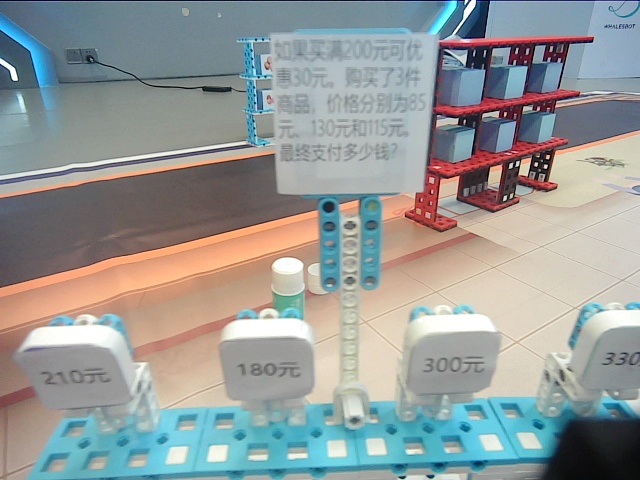 如果买满200元可优
惠30元。购买了3件
商品，价格分别为85
元、130元和115元。
最终支付多少钱？
WHALESBOT
210元
180元
300元
330